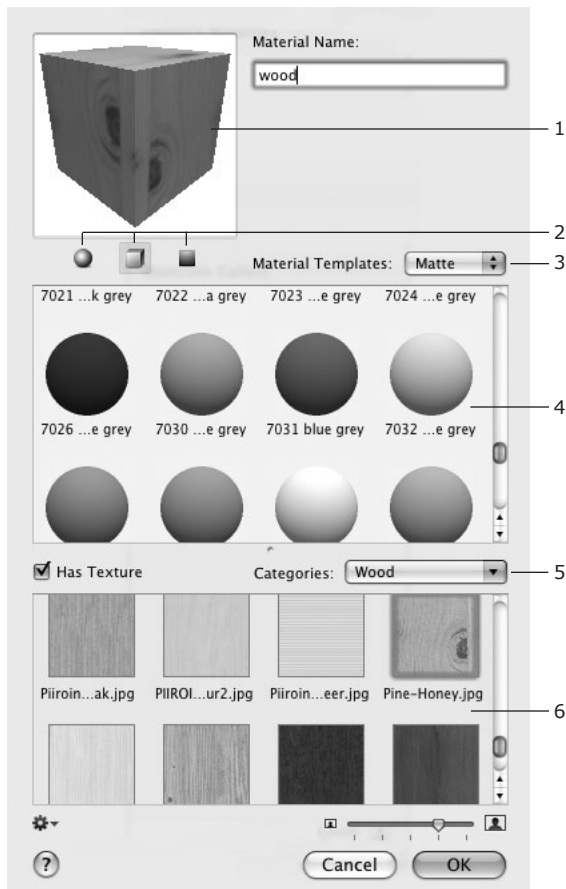 Material Name:
wood
1
2
Material Templates: Matte
3
7021 ...k grey 7022 ...a grey 7023 ...e grey 7024 ...e grey
4
7026 ...e grey 7030 ...e grey 7031 blue grey 7032 ...e grey
Has Texture Categories: Wood
5
Piiroin...ak.jpg PIIROI...ur2.jpg Piiroin...eer.jpg Pine-Honey.jpg
6
? Cancel OK